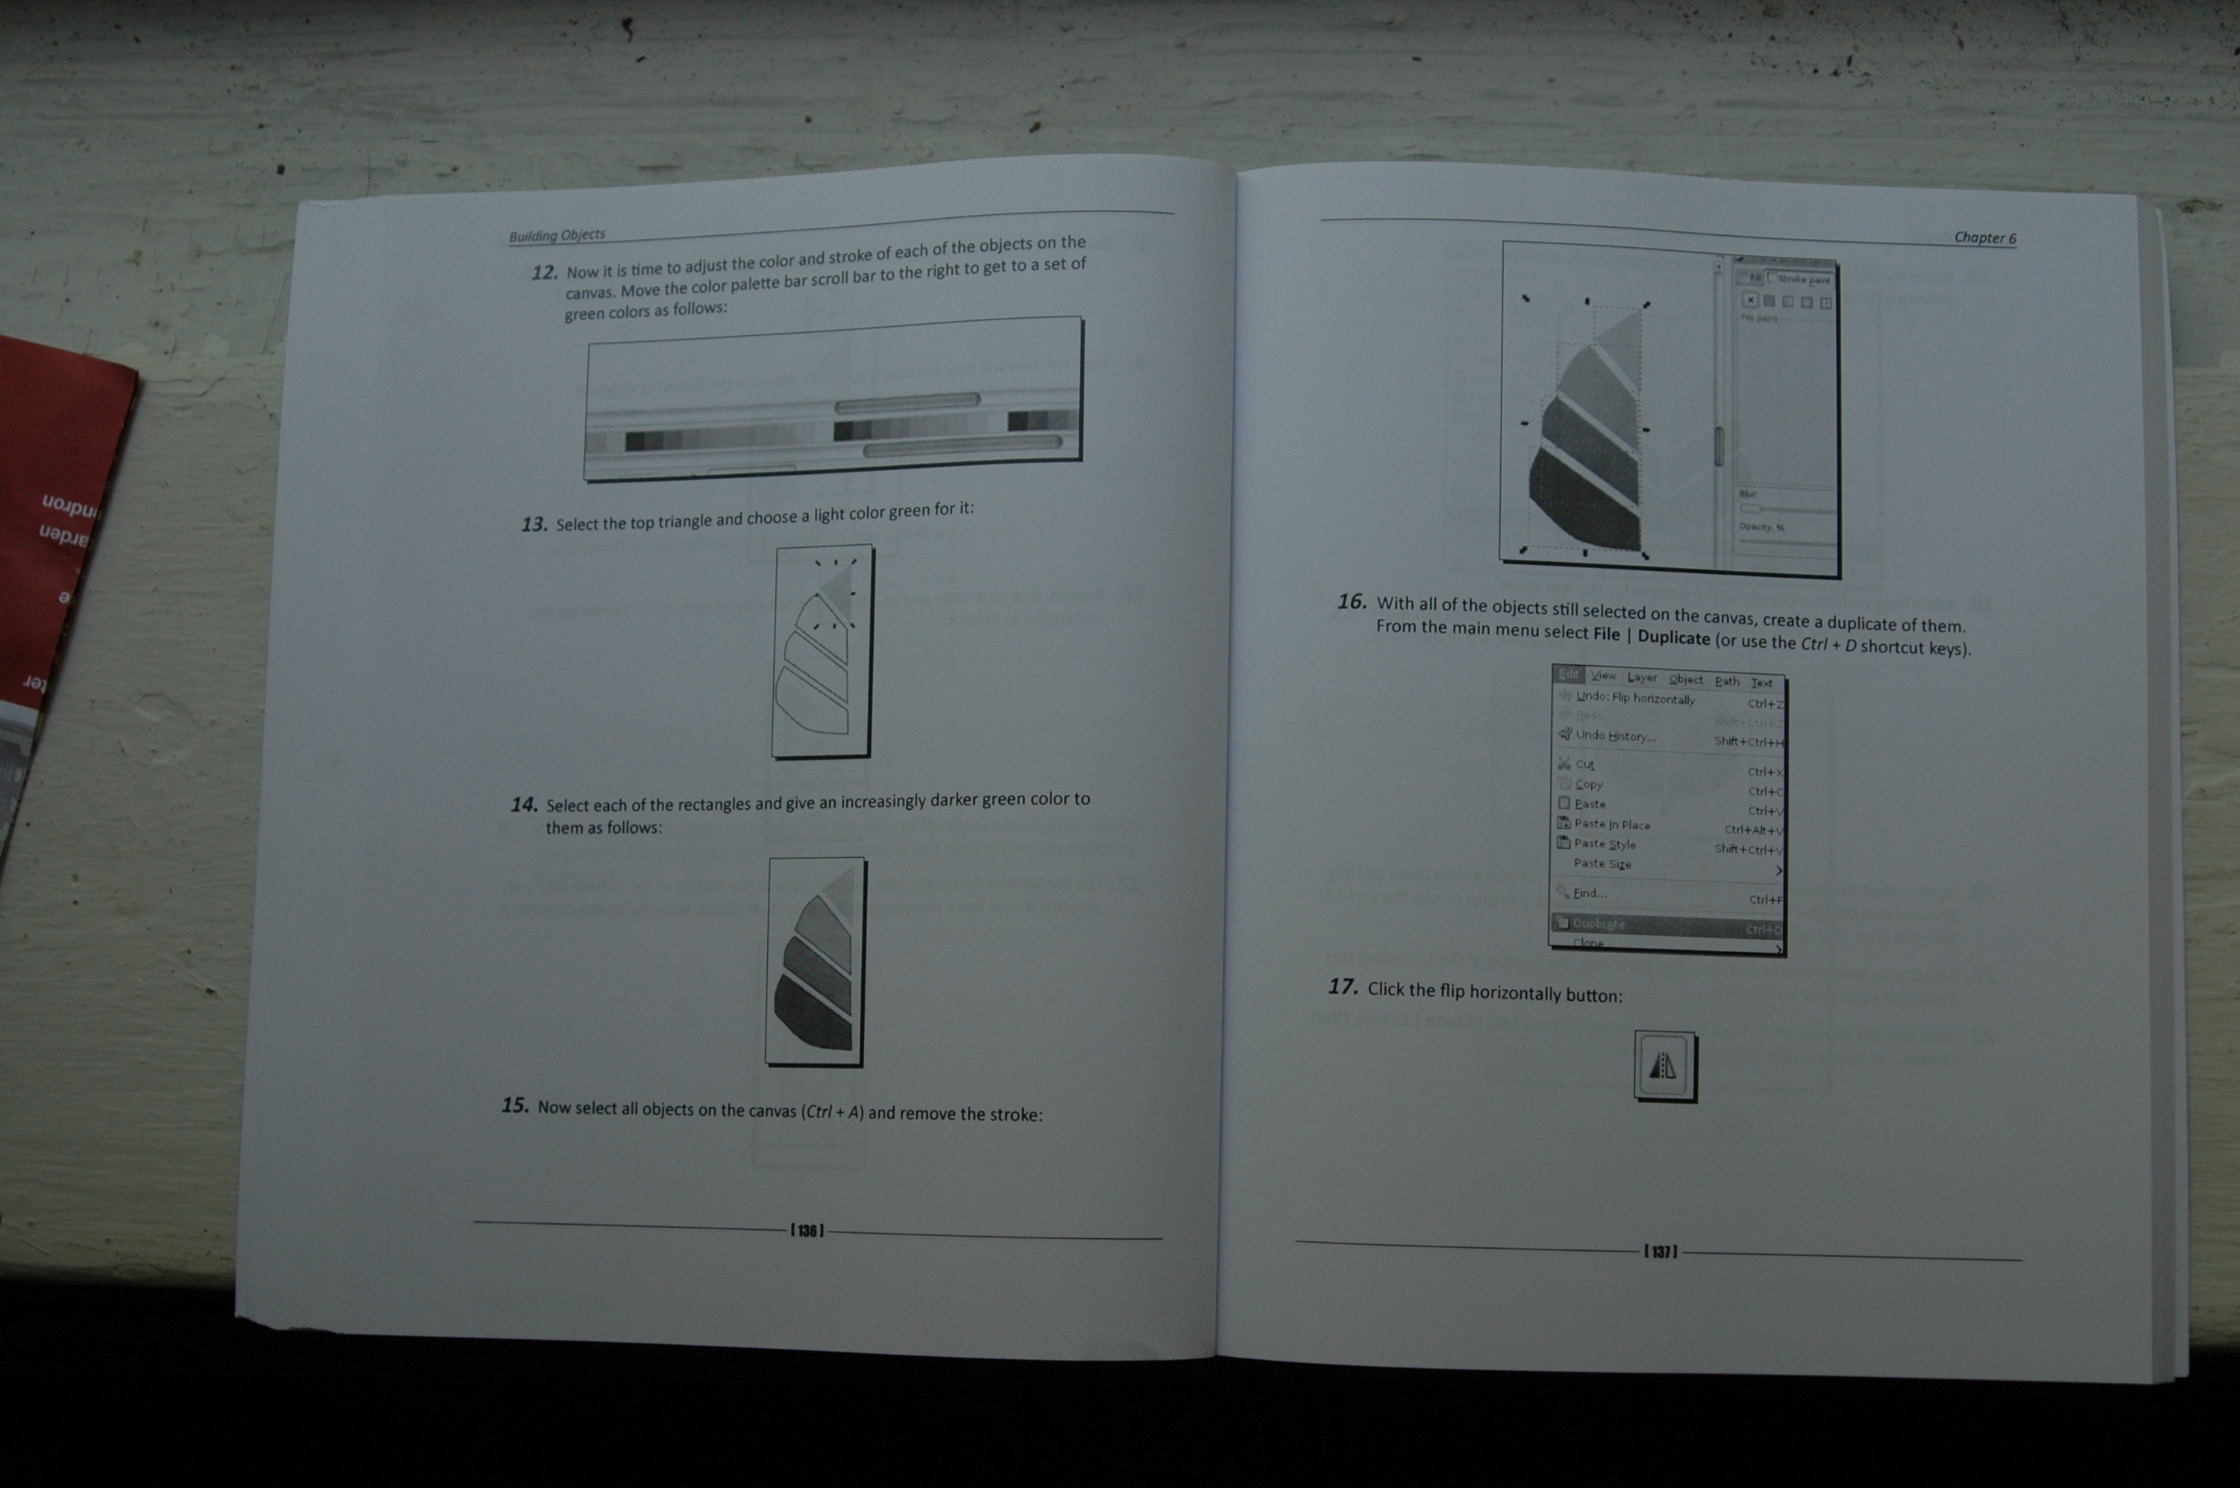 Building Objects
12. Now it is time to adjust the color and stroke of each of the objects on the
canvas. Move the color palette bar scroll bar to the right to get to a set of
green colors as follows:
13. Select the top triangle and choose a light color green for it:
14. Select each of the rectangles and give an increasingly darker green color to
them as follows:
15. Now select all objects on the canvas (Ctrl + A) and remove the stroke:
[ 136 ]
Chapter 6
Fill Stroke paint
No paint
Blur:
Opacity, %
16. With all of the objects still selected on the canvas, create a duplicate of them.
From the main menu select File | Duplicate (or use the Ctrl + D shortcut keys).
Edit View Layer Object Path Text
Undo: Flip horizontally Ctrl+Z
Redo Shift+Ctrl+Z
Undo History... Shift+Ctrl+H
Cut Ctrl+X
Copy Ctrl+C
Paste Ctrl+V
Paste In Place Ctrl+Alt+V
Paste Style Shift+Ctrl+V
Paste Size
Find... Ctrl+F
Duplicate Ctrl+D
Clone
17. Click the flip horizontally button:
[ 137 ]
ndron
arden
e
ter